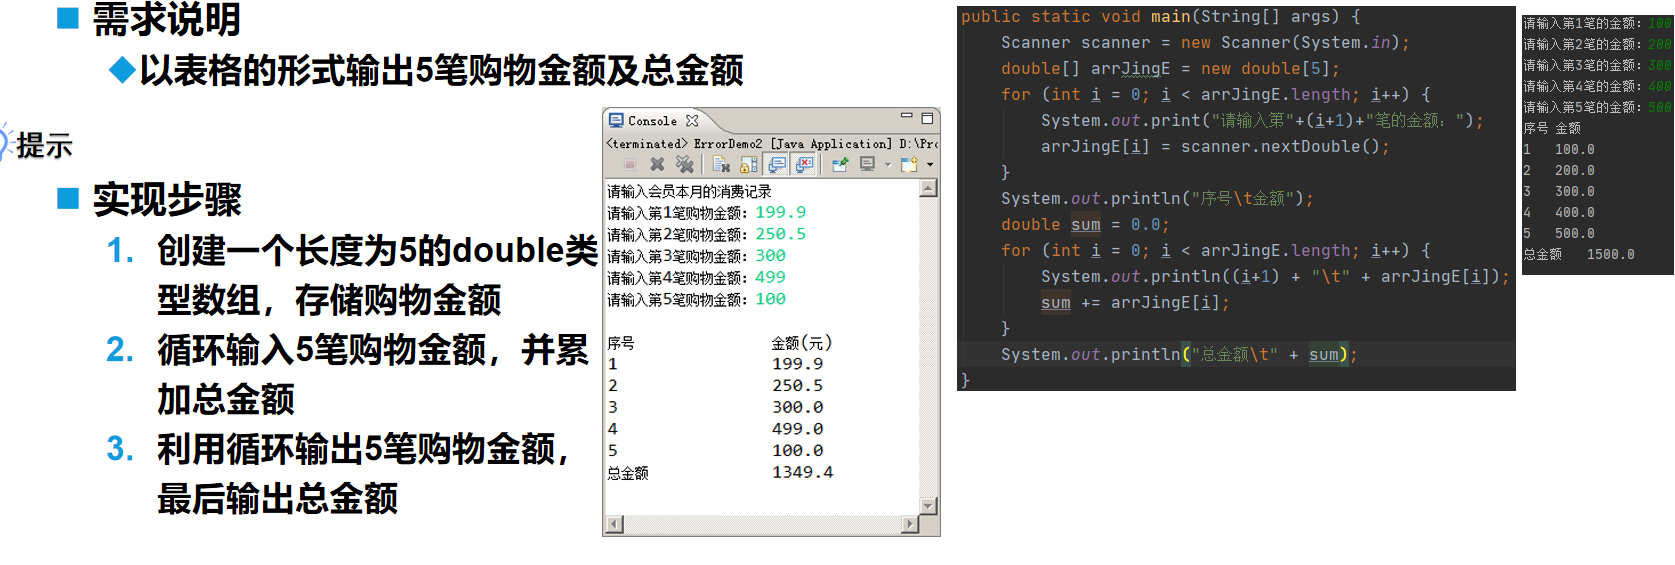 需求说明
以表格的形式输出5笔购物金额及总金额
提示
实现步骤
1. 创建一个长度为5的double类
型数组，存储购物金额
2. 循环输入5笔购物金额，并累
加总金额
3. 利用循环输出5笔购物金额，
最后输出总金额
Console
<terminated> ErrorDemo2 [Java Application] D:\Pro
请输入会员本月的消费记录
请输入第1笔购物金额：199.9
请输入第2笔购物金额：250.5
请输入第3笔购物金额：300
请输入第4笔购物金额：499
请输入第5笔购物金额：100
序号 金额(元)
1 199.9
2 250.5
3 300.0
4 499.0
5 100.0
总金额 1349.4
public static void main(String[] args) {
Scanner scanner = new Scanner(System.in);
double[] arrJingE = new double[5];
for (int i = 0; i < arrJingE.length; i++) {
System.out.print("请输入第"+(i+1)+"笔的金额：");
arrJingE[i] = scanner.nextDouble();
}
System.out.println("序号\t金额");
double sum = 0.0;
for (int i = 0; i < arrJingE.length; i++) {
System.out.println((i+1) + "\t" + arrJingE[i]);
sum += arrJingE[i];
}
System.out.println("总金额\t" + sum);
}
请输入第1笔的金额：100
请输入第2笔的金额：200
请输入第3笔的金额：300
请输入第4笔的金额：400
请输入第5笔的金额：500
序号 金额
1 100.0
2 200.0
3 300.0
4 400.0
5 500.0
总金额 1500.0